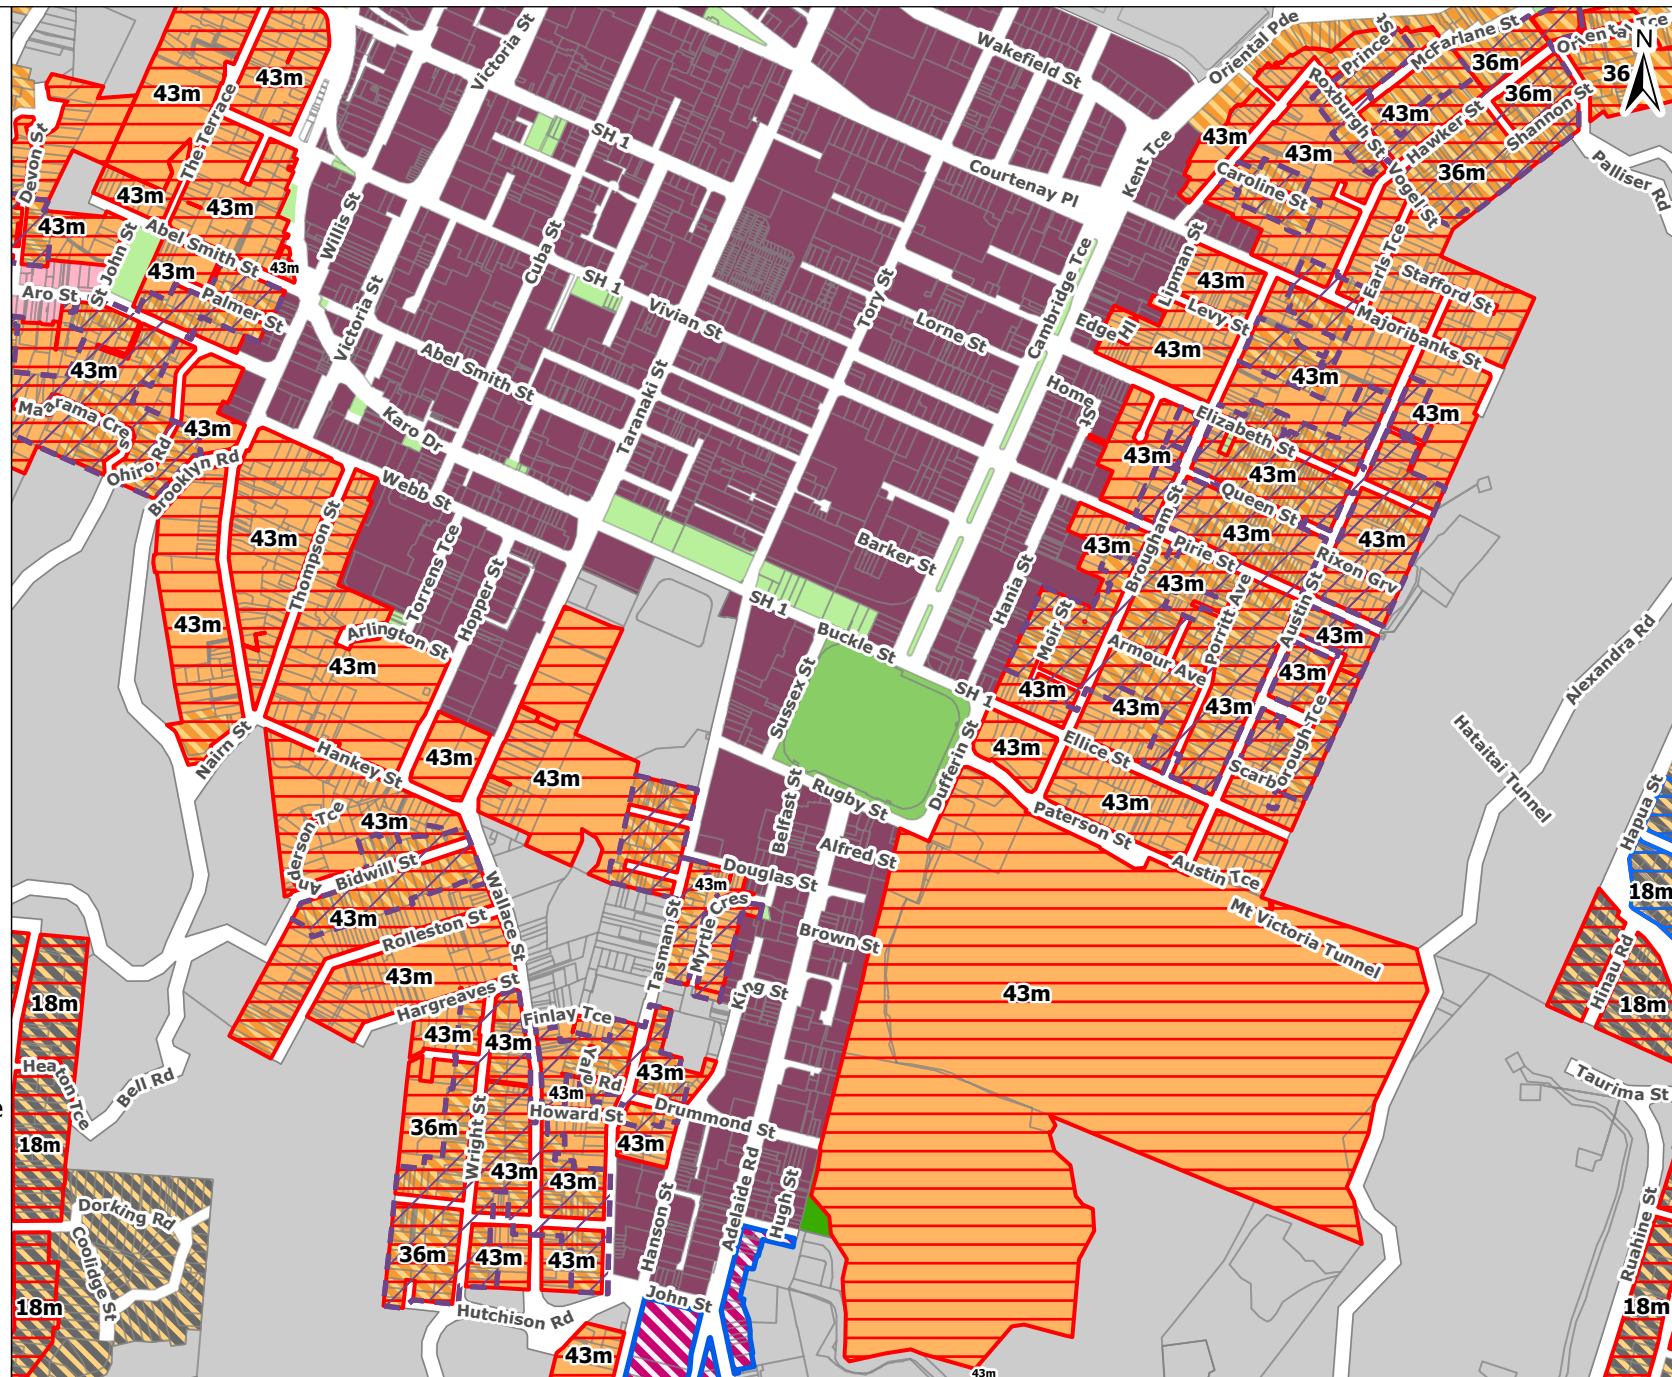 Oriental Pde
Princes St
McFarlane St
Oriental Tce
N
Victoria St
Wakefield St
36m
36m
43m
43m
36m
Roxburgh St
43m
Hawker St
Shannon St
The Terrace
SH 1
43m
43m
Caroline St
36m
Palliser Rd
Devon St
Kent Tce
Courtenay Pl
Vogel St
43m
43m
43m
Abel Smith St
Willis St
Cuba St
Lipman St
Earls Tce
St John St
43m
43m
SH 1
Tory St
Cambridge Tce
43m
Stafford St
Aro St
Palmer St
Victoria St
Vivian St
Lorne St
Edge Hl
Levy St
Majoribanks St
43m
Abel Smith St
43m
43m
Home St
43m
Karo Dr
Taranaki St
Elizabeth St
43m
Ohiro Rd
Brooklyn Rd
43m
43m
Webb St
Queen St
Brougham St
43m
Thompson St
Torrens Tce
Hopper St
Barker St
43m
Pirie St
43m
43m
Rixon Grv
Hania St
43m
SH 1
Buckle St
Moir St
Porritt Ave
Austin St
43m
Arlington St
43m
Armour Ave
43m
43m
Alexandra Rd
Sussex St
SH 1
43m
43m
43m
Nairn St
Hankey St
43m
43m
Dufferin St
43m
Ellice St
Scarborough Tce
Hataitai Tunnel
Rugby St
Belfast St
43m
Paterson St
Anderson Tce
43m
Bidwill St
Alfred St
Austin Tce
Hapua St
Douglas St
43m
Wallace St
43m
Rolleston St
Myrtle Cres
Tasman St
Brown St
Mt Victoria Tunnel
18m
43m
Hargreaves St
King St
43m
18m
Hinau Rd
18m
Finlay Tce
43m
43m
Yale Rd
43m
43m
Heaton Tce
Bell Rd
Taurima St
36m
Wright St
Howard St
Drummond St
18m
43m
43m
43m
Adelaide Rd
Hugh St
Hanson St
Dorking Rd
Coolidge St
36m
43m
43m
Ruahine St
18m
John St
Hutchison Rd
18m
43m
43m